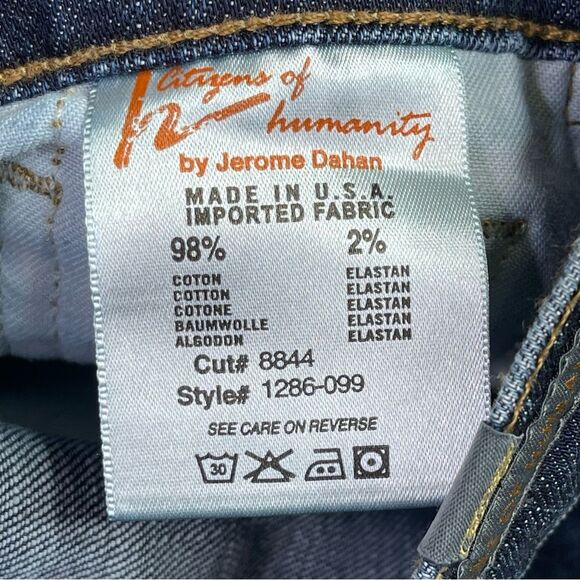 Citizens of
humanity
by Jerome Dahan
MADE IN U.S.A.
IMPORTED FABRIC
98% 2%
COTON ELASTAN
COTTON ELASTAN
COTONE ELASTAN
BAUMWOLLE ELASTAN
ALGODON ELASTAN
Cut# 8844
Style# 1286-099
SEE CARE ON REVERSE
30